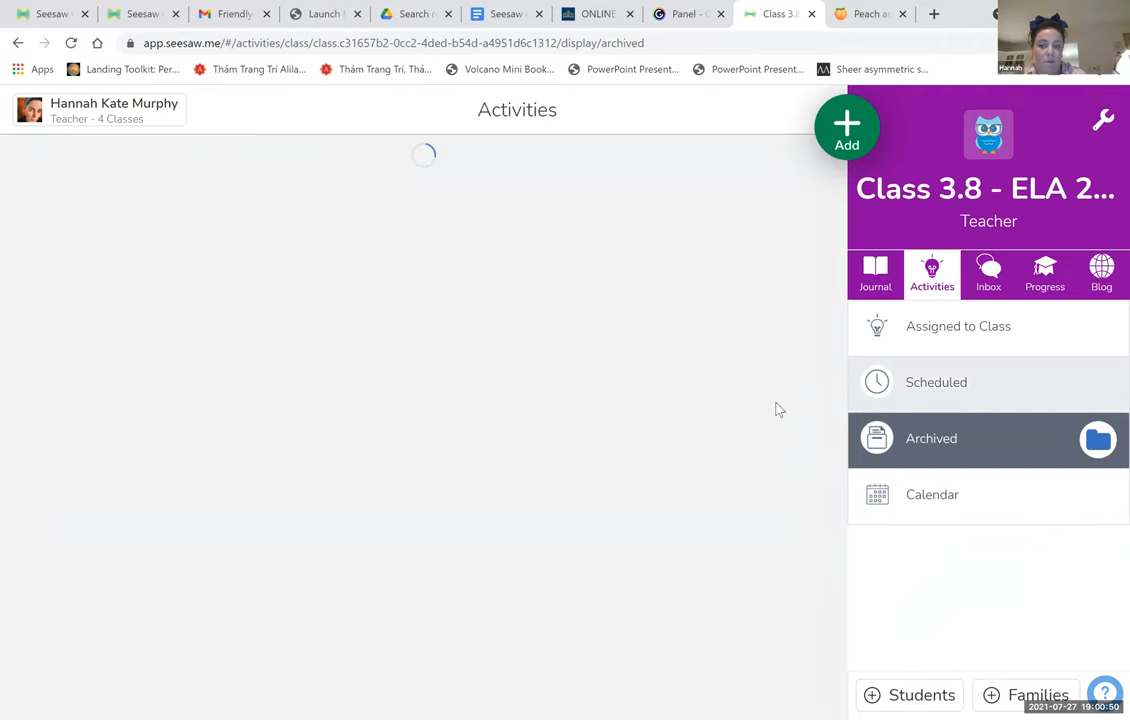 Seesaw
Seesaw
Friendly
Launch
Search
Seesaw
ONLINE
Panel -
Class 3.8
Peach a
app.seesaw.me/#/activities/class/class.c31657b2-0cc2-4ded-b54d-a4951d6c1312/display/archived
Apps
Landing Toolkit: Per...
Thảm Trang Trí Alila...
Thảm Trang Trí, Thả...
Volcano Mini Book...
PowerPoint Present...
PowerPoint Present...
Sheer asymmetric s...
Hannah
Hannah Kate Murphy
Teacher - 4 Classes
Activities
Add
Class 3.8 - ELA 2...
Teacher
Journal
Activities
Inbox
Progress
Blog
Assigned to Class
Scheduled
Archived
Calendar
Students
Families
?
2021-07-27 19:00:50